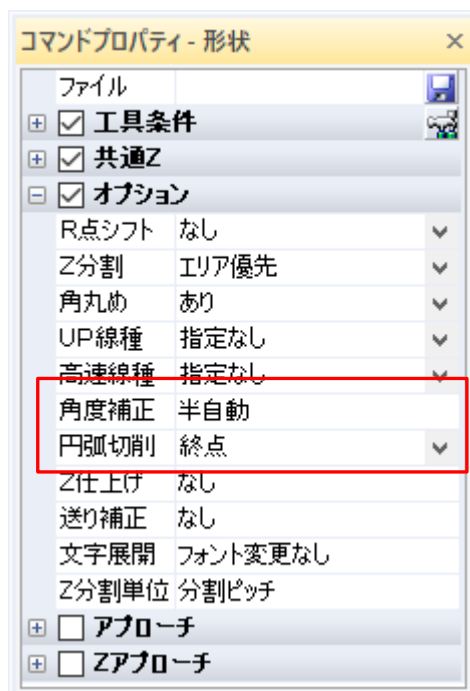 コマンドプロパティ - 形状
ファイル
工具条件
共通Z
オプション
R点シフト なし
Z分割 エリア優先
角丸め あり
UP線種 指定なし
高速線種 指定なし
角度補正 半自動
円弧切削 終点
Z仕上げ なし
送り補正 なし
文字展開 フォント変更なし
Z分割単位 分割ピッチ
アプローチ
Zアプローチ